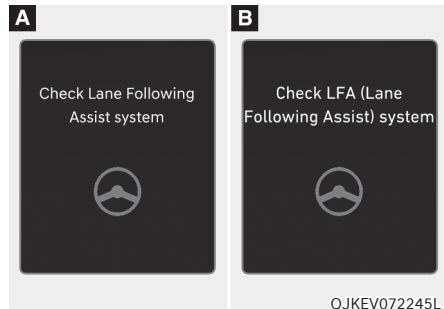 A
Check Lane Following
Assist system
B
Check LFA (Lane
Following Assist) system
OJKEV072245L